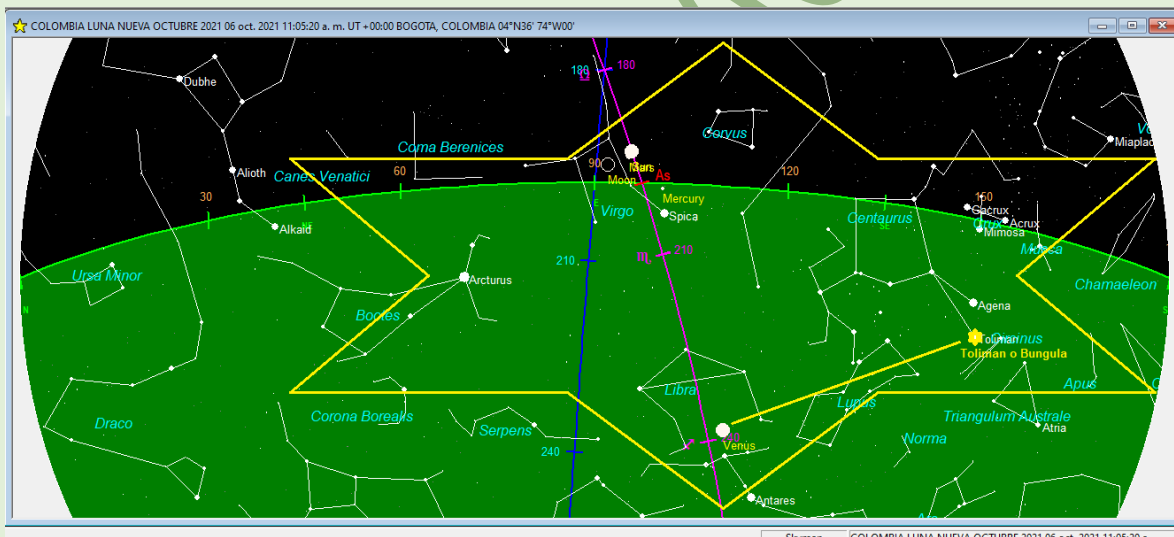 COLOMBIA LUNA NUEVA OCTUBRE 2021 06 oct. 2021 11:05:20 a. m. UT +00:00 BOGOTA, COLOMBIA 04°N36' 74°W00'
180
180
Dubhe
Corvus
Miaplac
Coma Berenices
90
Mars
60
120
Alioth
Canes Venatici
Moon
As
150
30
Mercury
E
Virgo
Spica
Centaurus
Gacrux
Acrux
Mimosa
NE
SE
Alkaid
210
Musca
210
Ursa Minor
Arcturus
Chamaeleon
N
S
Agena
Bootes
Toliman
Circinus
Toliman o Bungula
Libra
Apus
Lupus
Corona Borealis
Triangulum Australe
Draco
Serpens
Atria
Norma
240
Venus
240
Antares
COLOMBIA LUNA NUEVA OCTUBRE 2021 06 oct. 2021 11:05:20 a